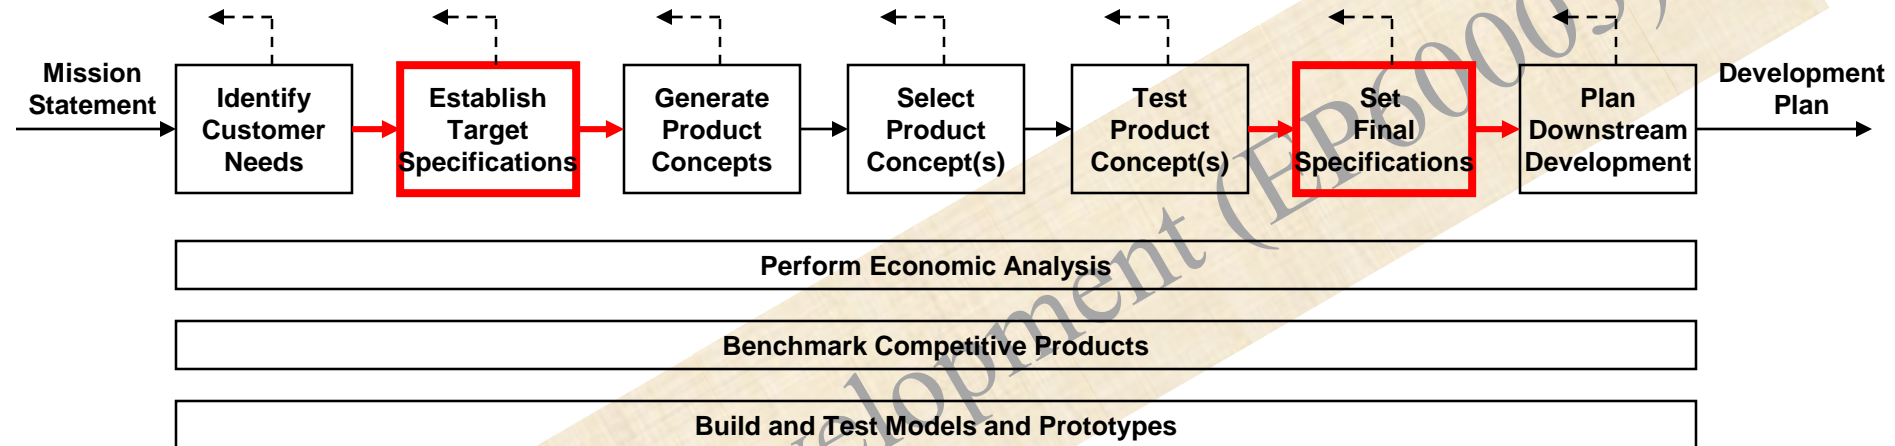 Mission
Statement
Identify
Customer
Needs
Establish
Target
Specifications
Generate
Product
Concepts
Select
Product
Concept(s)
Test
Product
Concept(s)
Set
Final
Specifications
Plan
Downstream
Development
Development
Plan
Perform Economic Analysis
Benchmark Competitive Products
Build and Test Models and Prototypes